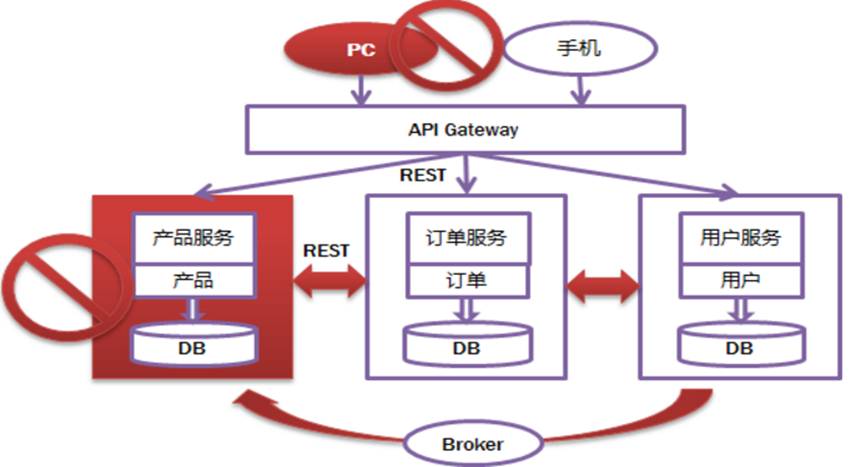 PC
手机
API Gateway
REST
产品服务
REST
订单服务
用户服务
产品
订单
用户
DB
DB
DB
Broker